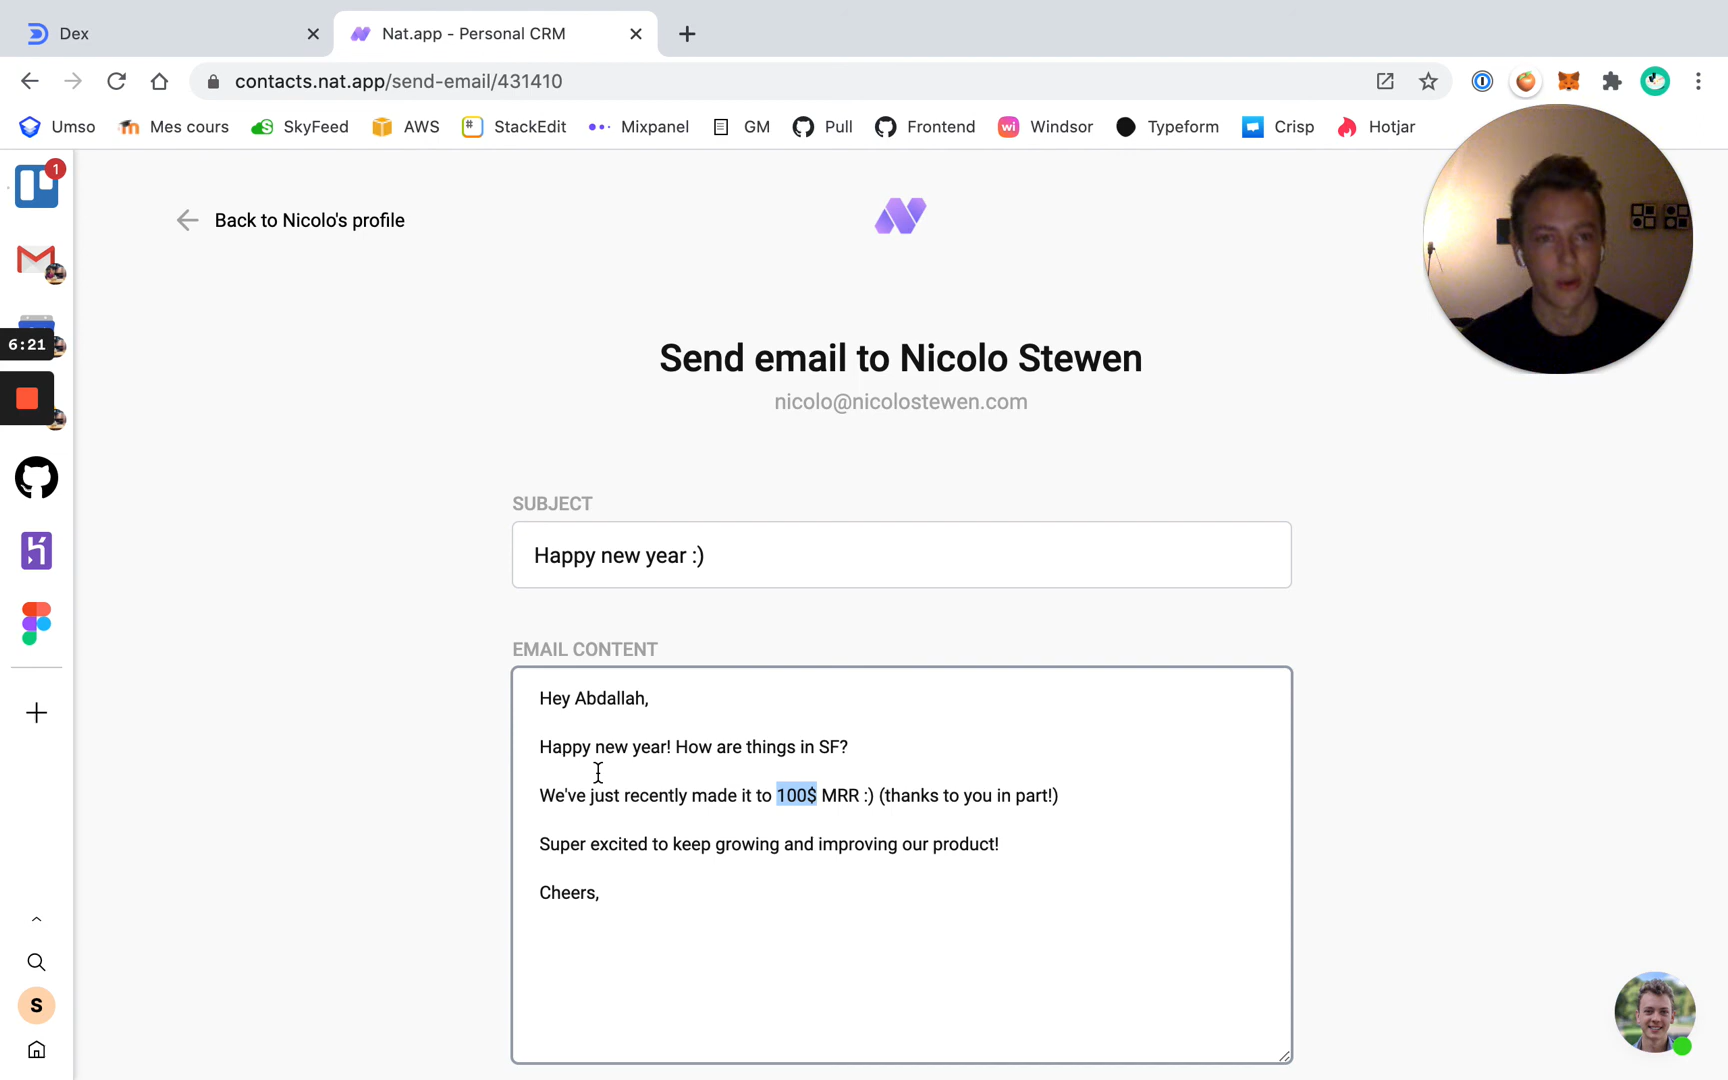 Dex
Nat.app - Personal CRM
contacts.nat.app/send-email/431410
Umso
Mes cours
SkyFeed
AWS
StackEdit
Mixpanel
GM
Pull
Frontend
wi
Windsor
Typeform
Crisp
Hotjar
1
6:21
S
Back to Nicolo's profile
Send email to Nicolo Stewen
nicolo@nicolostewen.com
SUBJECT
Happy new year :)
EMAIL CONTENT
Hey Abdallah,
Happy new year! How are things in SF?
We've just recently made it to 100$ MRR :) (thanks to you in part!)
Super excited to keep growing and improving our product!
Cheers,